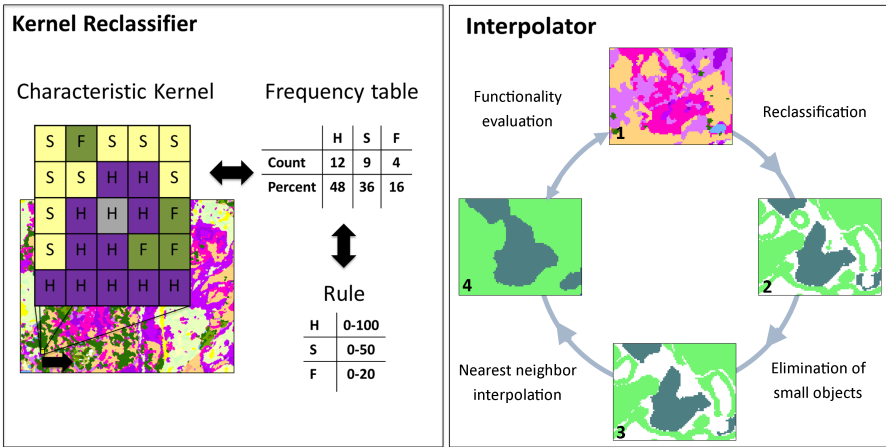 Kernel Reclassifier
Characteristic Kernel
S F S S S
S S H H S
S H H H F
S H H F F
H H H H H
Frequency table
H S F
Count 12 9 4
Percent 48 36 16
Rule
H 0-100
S 0-50
F 0-20
Interpolator
Functionality
evaluation
1
Reclassification
4
2
Nearest neighbor
interpolation
3
Elimination of
small objects